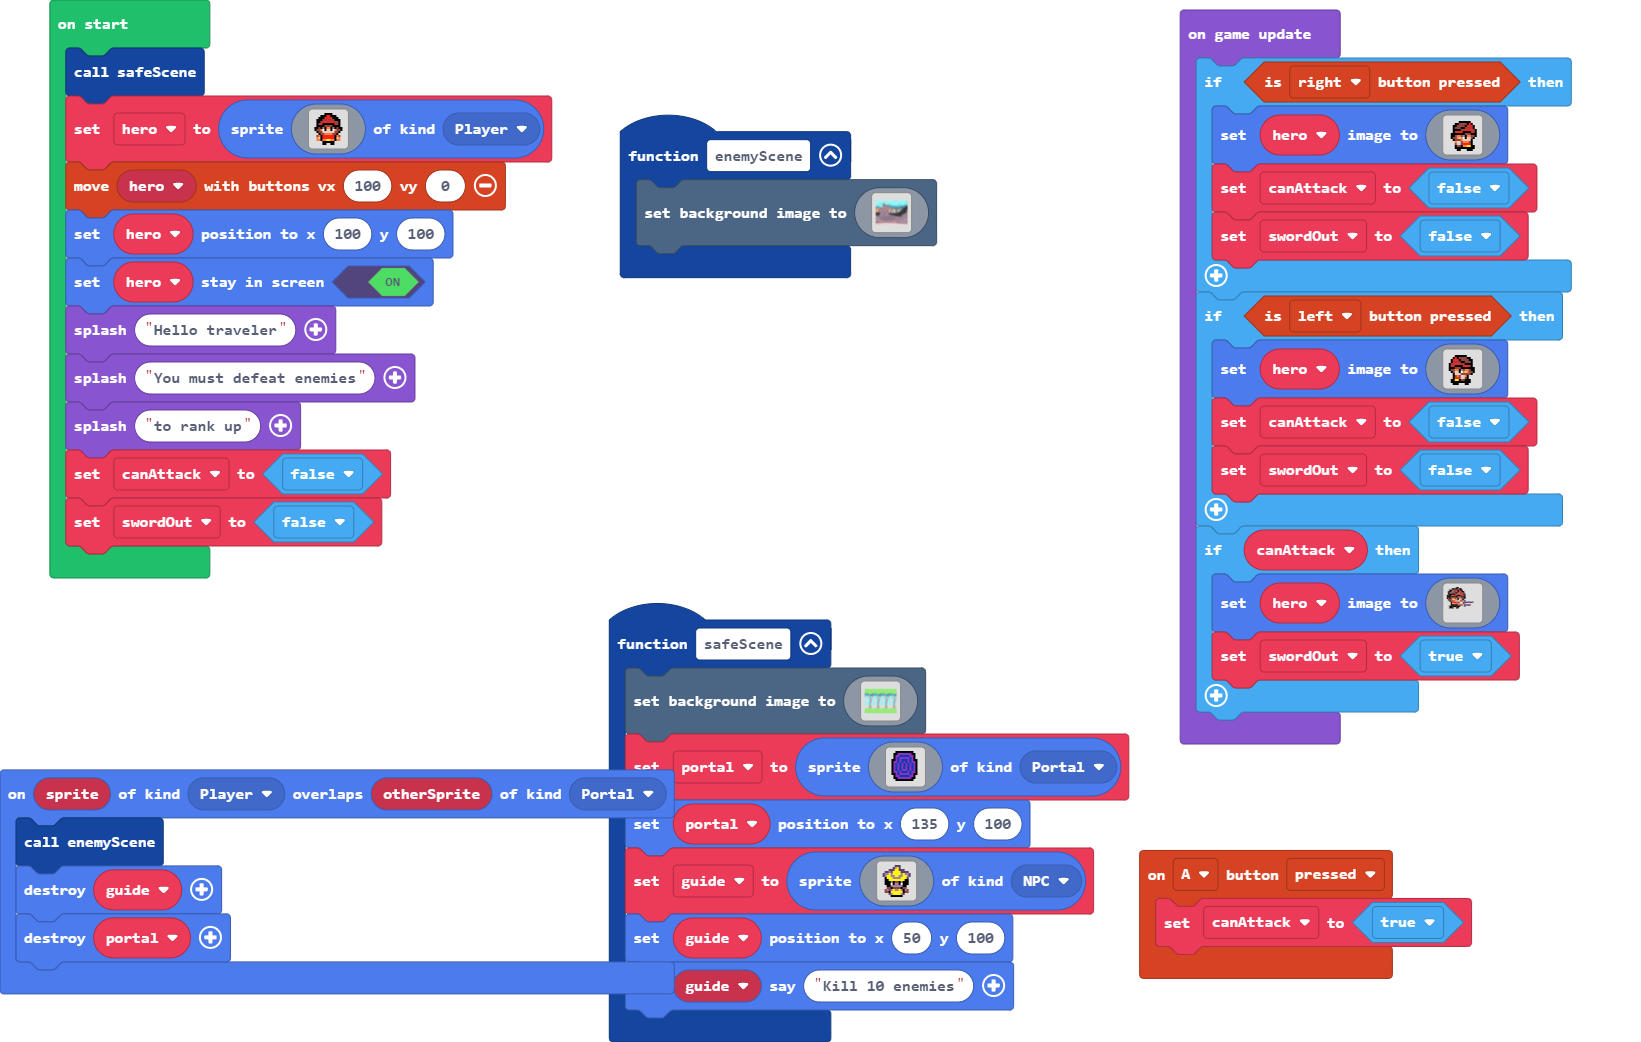 on start
call safeScene
set hero to sprite of kind Player
move hero with buttons vx 100 vy 0
set hero position to x 100 y 100
set hero stay in screen ON
splash "Hello traveler"
splash "You must defeat enemies"
splash "to rank up"
set canAttack to false
set swordOut to false
function enemyScene
set background image to
on game update
if is right button pressed then
set hero image to
set canAttack to false
set swordOut to false
if is left button pressed then
set hero image to
set canAttack to false
set swordOut to false
if canAttack then
set hero image to
set swordOut to true
function safeScene
set background image to
set portal to sprite of kind Portal
set portal position to x 135 y 100
set guide to sprite of kind NPC
set guide position to x 50 y 100
guide say "Kill 10 enemies"
on sprite of kind Player overlaps otherSprite of kind Portal
call enemyScene
destroy guide
destroy portal
on A button pressed
set canAttack to true